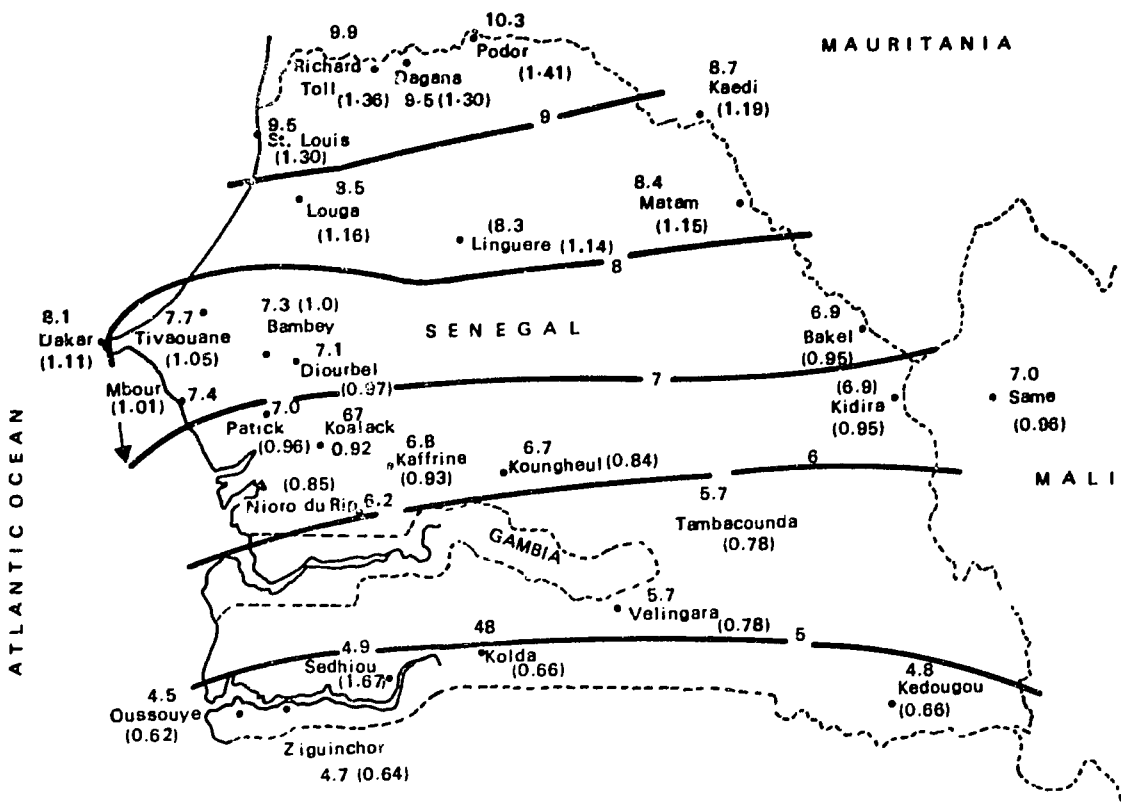 10.3
9.9
Podor
MAURITANIA
(1.41)
Richard
Toll
Dagana
(1.36)
9.5 (1.30)
8.7
Kaedi
(1.19)
9
9.5
St. Louis
(1.30)
8.5
Louga
(1.16)
8.4
Matam
(1.15)
(8.3
Linguere (1.14)
8
8.1
Dakar
(1.11)
7.7
Tivaouane
(1.05)
7.3 (1.0)
Bambey
SENEGAL
7.1
Diourbel
(0.97)
6.9
Bakel
(0.95)
Mbour
(1.01)
7.4
7
7.0
Patick
(0.96)
67
Koalack
0.92
(6.9)
Kidira
(0.95)
7.0
Same
(0.96)
6.8
Kaffrine
(0.93)
6.7
Koungheul (0.84)
6
MALI
(0.85)
Nioro du Rip
6.2
5.7
Tambacounda
(0.78)
GAMBIA
ATLANTIC OCEAN
5.7
Velingara
(0.78)
5
4.9
Sedhiou
(1.67)
48
Kolda
(0.66)
4.8
Kedougou
(0.66)
4.5
Oussouye
(0.62)
Ziguinchor
4.7 (0.64)